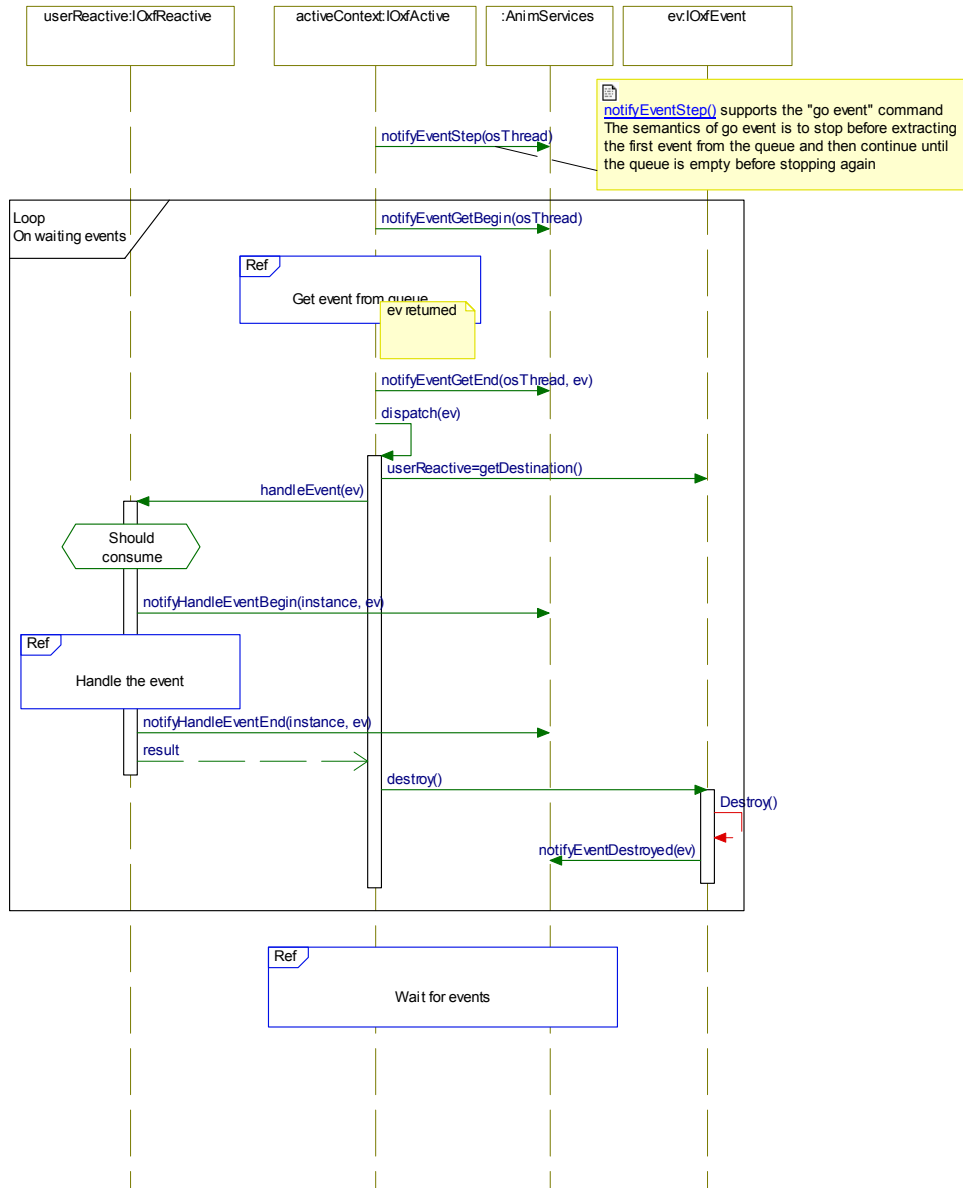 userReactive:IOxfReactive
activeContext:IOxfActive
:AnimServices
ev:IOxfEvent
notifyEventStep() supports the "go event" command
The semantics of go event is to stop before extracting
the first event from the queue and then continue until
the queue is empty before stopping again
notifyEventStep(osThread)
Loop
On waiting events
notifyEventGetBegin(osThread)
Ref
Get event from queue
ev returned
notifyEventGetEnd(osThread, ev)
dispatch(ev)
userReactive=getDestination()
handleEvent(ev)
Should
consume
notifyHandleEventBegin(instance, ev)
Ref
Handle the event
notifyHandleEventEnd(instance, ev)
result
destroy()
Destroy()
notifyEventDestroyed(ev)
Ref
Wait for events